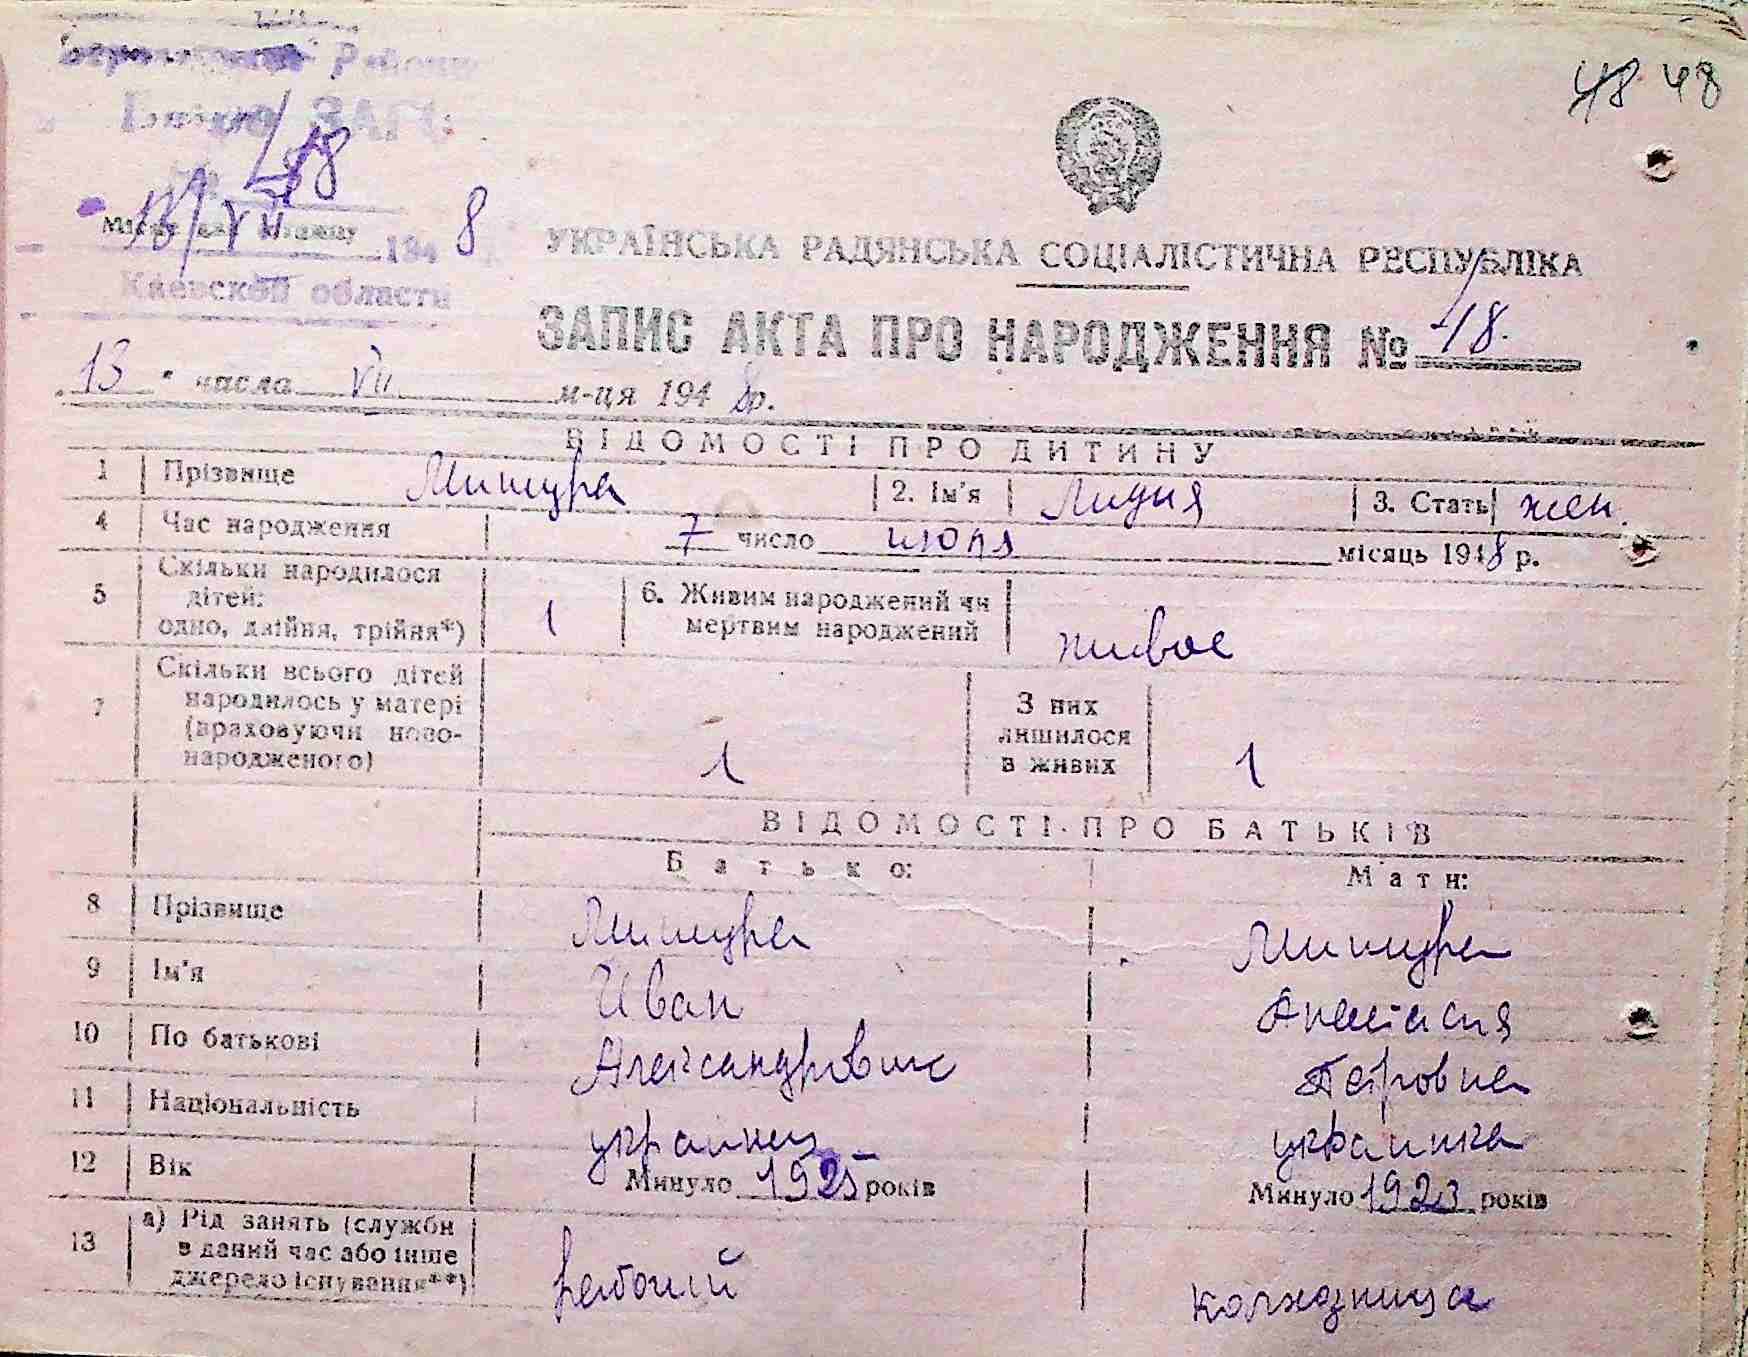 48 48
Бюро ЗАГС
48
Місце для штампу
13/VII 1948
Киевской области
УКРАЇНСЬКА РАДЯНСЬКА СОЦІАЛІСТИЧНА РЕСПУБЛІКА
ЗАПИС АКТА ПРО НАРОДЖЕННЯ № 48.
13 " числа VII м-ця 1948 р.
ВІДОМОСТІ ПРО ДИТИНУ
1 Прізвище Мишура 2. Ім'я Лидия 3. Стать жен.
4 Час народження 7 число июля місяць 1948 р.
5 Скільки народилося
дітей:
одно, двійня, трійня*) 1 6. Живим народжений чи
мертвим народжений живое
7 Скільки всього дітей
народилось у матері
(враховуючи ново-
народженого) 1 З них
лишилося
в живих 1
ВІДОМОСТІ ПРО БАТЬКІВ
Батько: Мати:
8 Прізвище Мишура Мишура
9 Ім'я Иван Анастасия
10 По батькові Александрович Петровна
11 Національність украинец украинка
12 Вік Минуло 1925 років Минуло 1923 років
13 а) Рід занять (служби
в даний час або інше
джерело існування**) рабочий колхозница